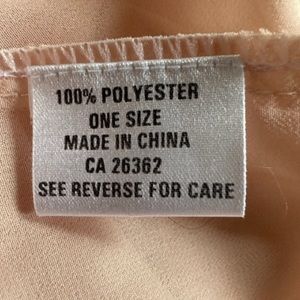 100% POLYESTER
ONE SIZE
MADE IN CHINA
CA 26362
SEE REVERSE FOR CARE